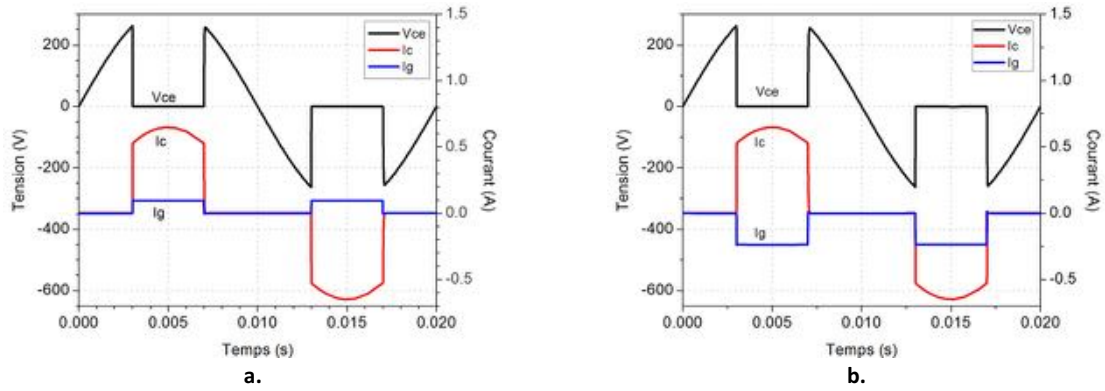 200
0
-200
-400
-600
Tension (V)
1.5
1.0
0.5
0.0
-0.5
Courant (A)
Vce
Ic
Ig
Vce
Ic
Ig
0.000 0.005 0.010 0.015 0.020
Temps (s)
a.
200
0
-200
-400
-600
Tension (V)
1.5
1.0
0.5
0.0
-0.5
Courant (A)
Vce
Ic
Ig
Vce
Ic
Ig
0.000 0.005 0.010 0.015 0.020
Temps (s)
b.